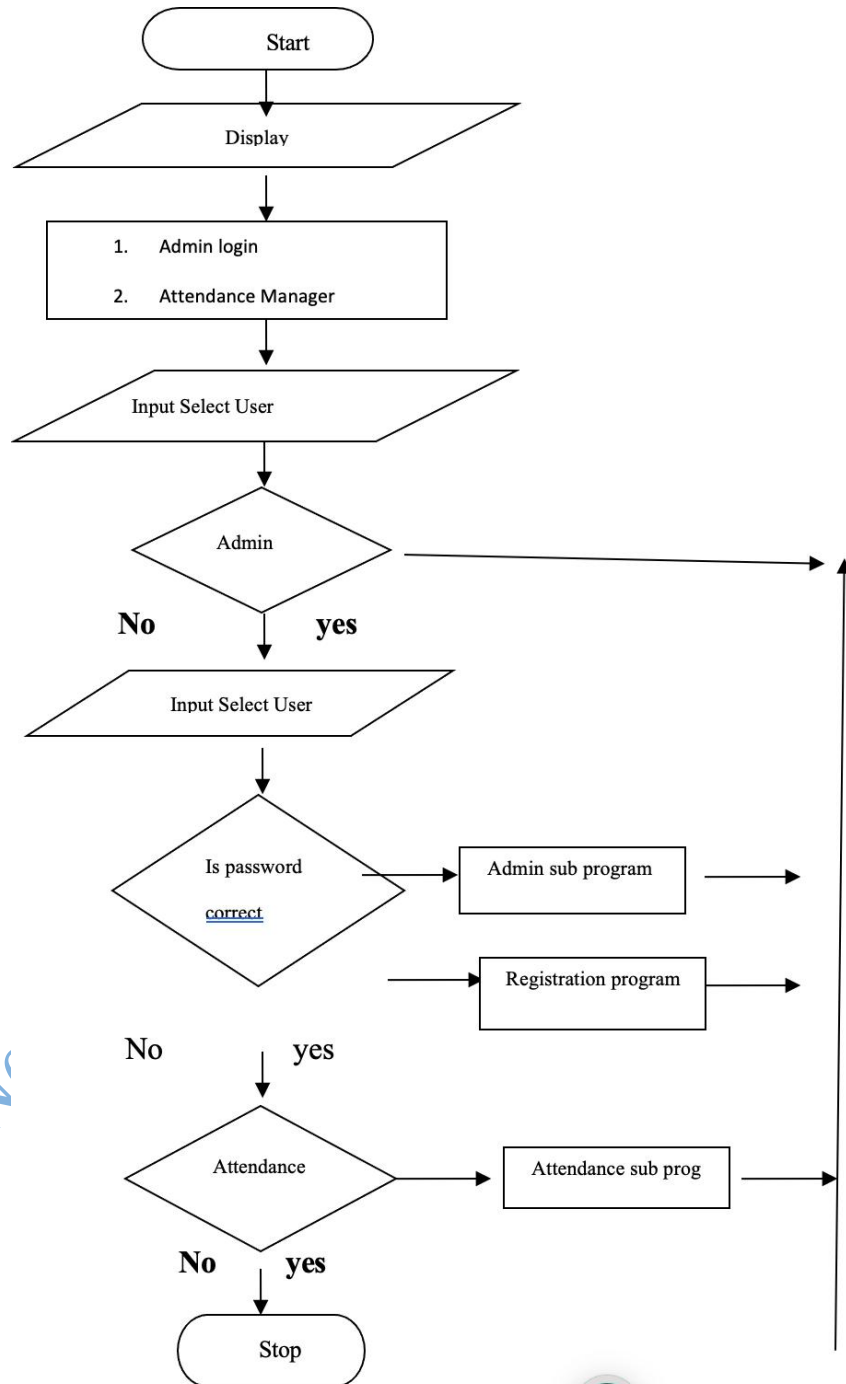 Start
Display
1. Admin login
2. Attendance Manager
Input Select User
Admin
No yes
Input Select User
Is password
correct
Admin sub program
Registration program
No yes
Attendance
Attendance sub prog
No yes
Stop